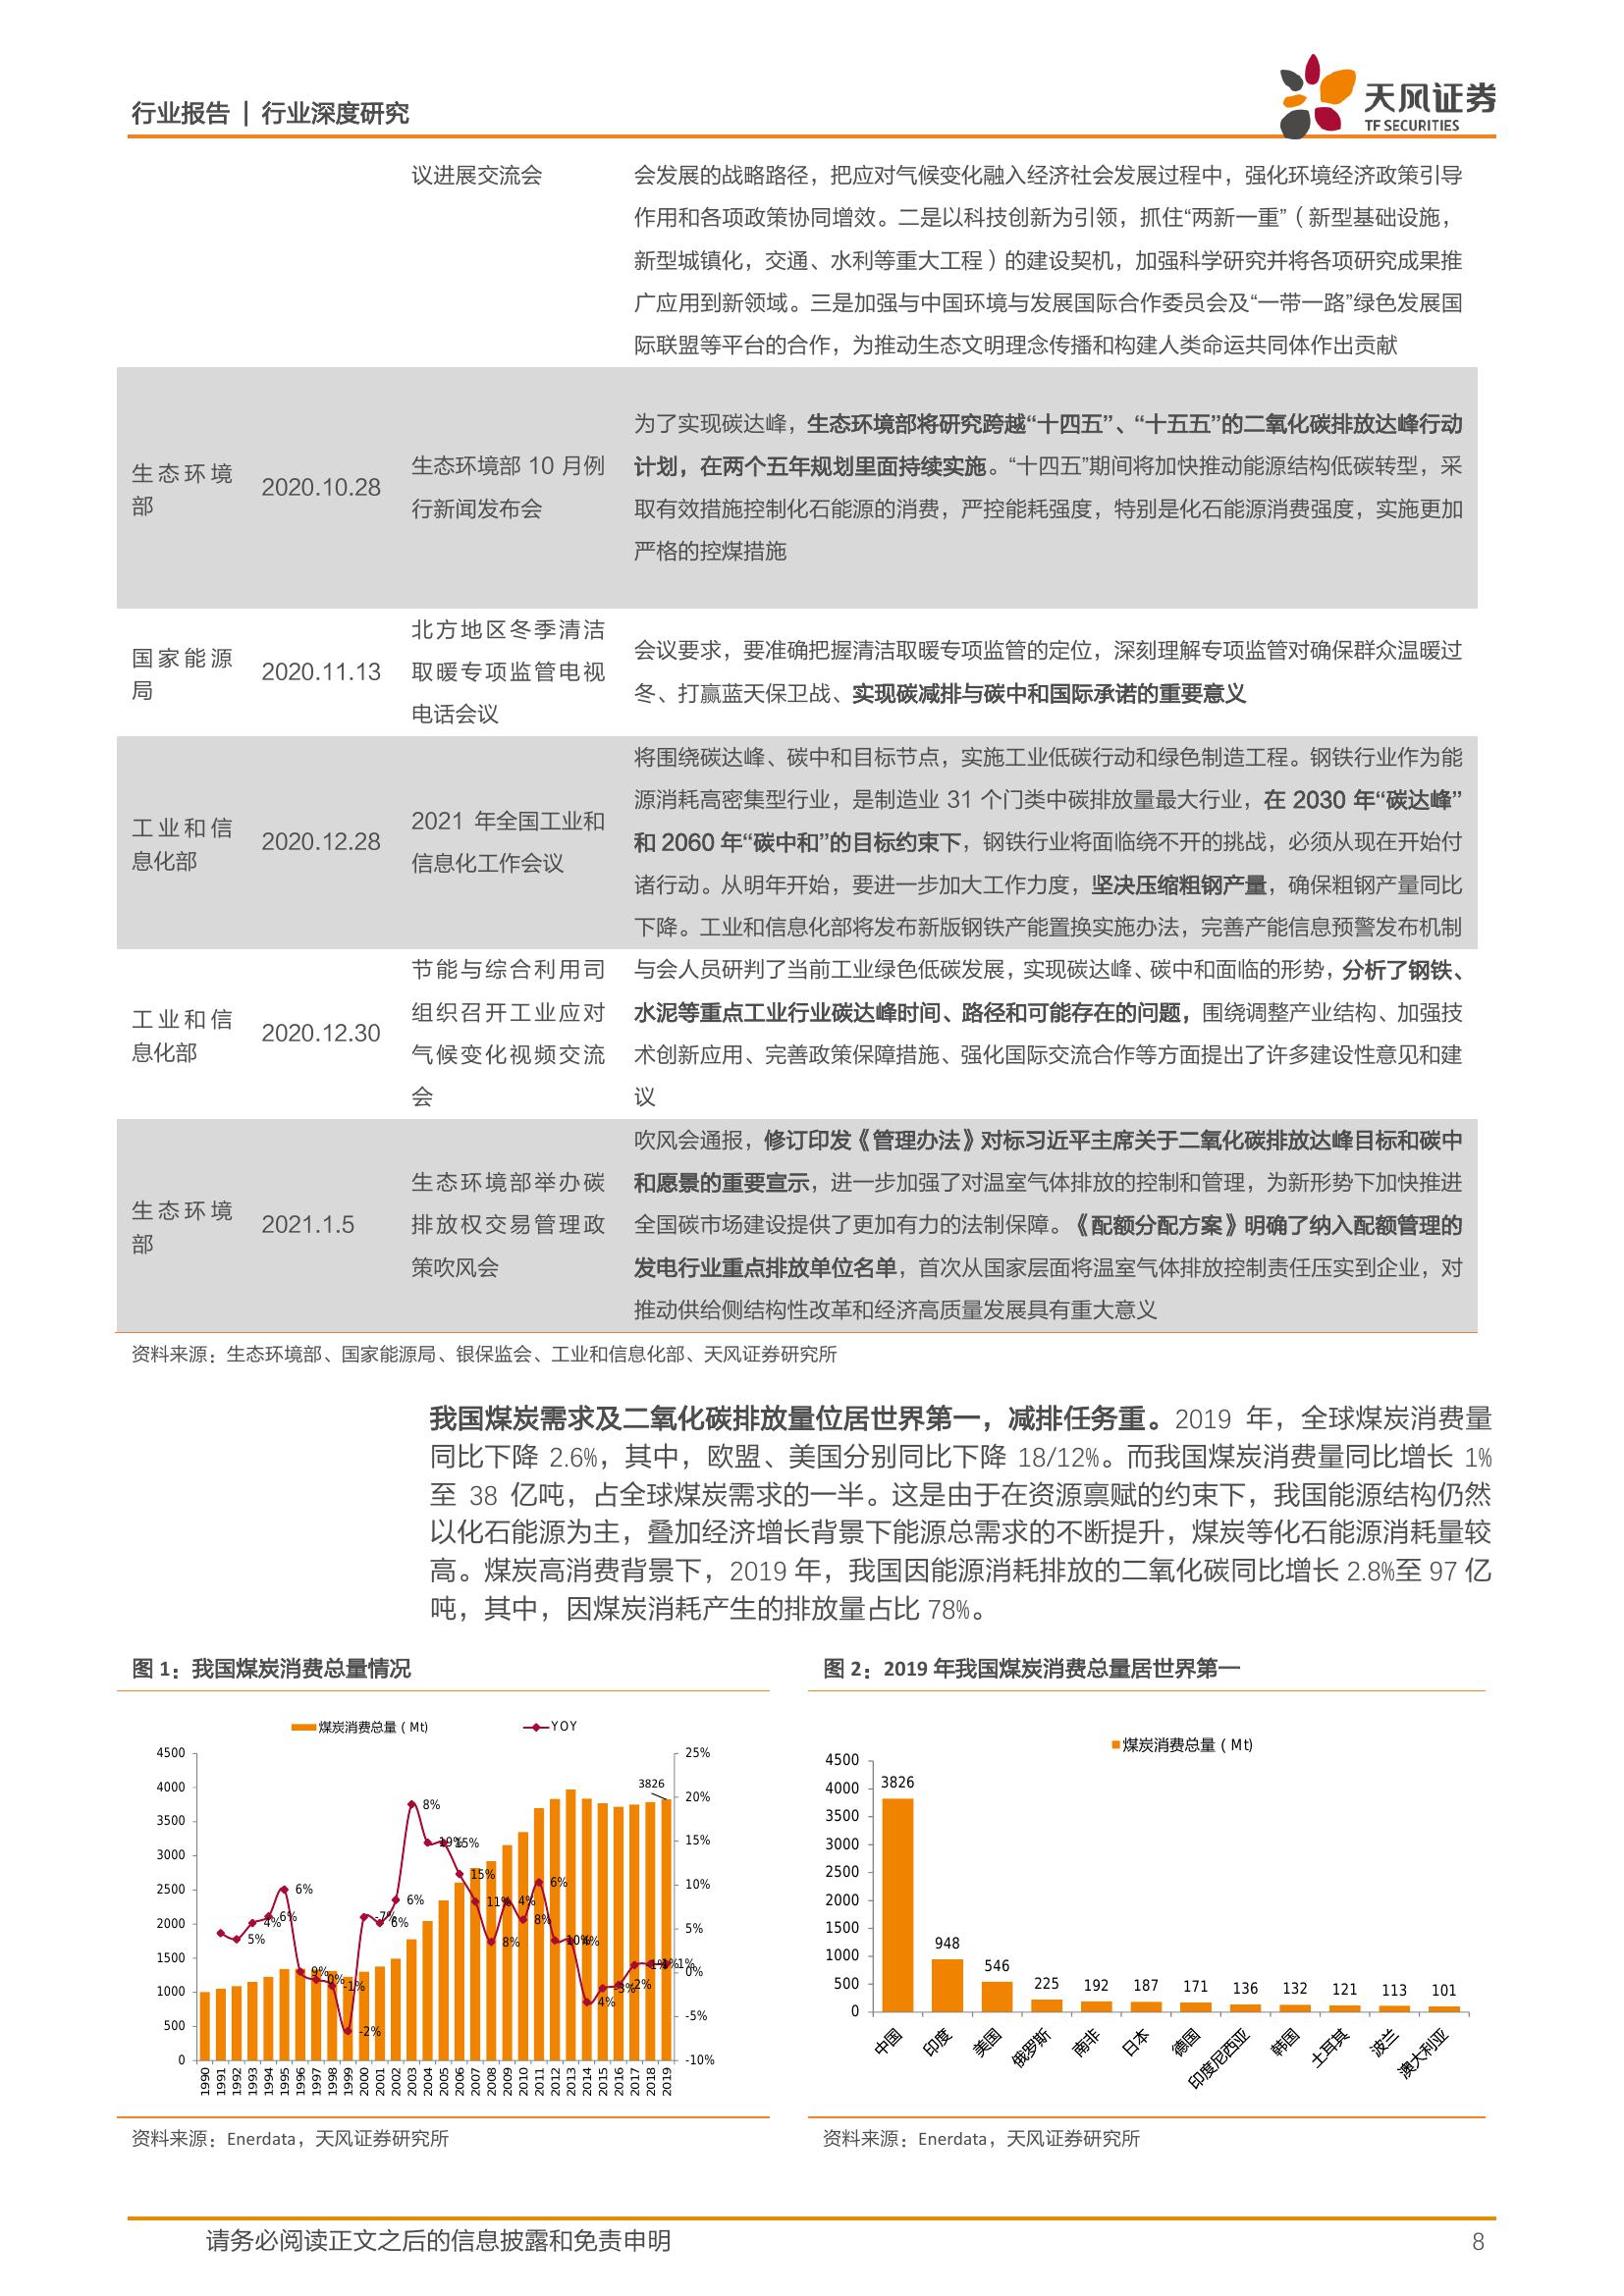 行业报告 | 行业深度研究
天风证券
TF SECURITIES
议进展交流会
会发展的战略路径，把应对气候变化融入经济社会发展过程中，强化环境经济政策引导
作用和各项政策协同增效。二是以科技创新为引领，抓住“两新一重”（新型基础设施，
新型城镇化，交通、水利等重大工程）的建设契机，加强科学研究并将各项研究成果推
广应用到新领域。三是加强与中国环境与发展国际合作委员会及“一带一路”绿色发展国
际联盟等平台的合作，为推动生态文明理念传播和构建人类命运共同体作出贡献
生态环境
部
2020.10.28
生态环境部 10 月例
行新闻发布会
为了实现碳达峰，生态环境部将研究跨越“十四五”、“十五五”的二氧化碳排放达峰行动
计划，在两个五年规划里面持续实施。“十四五”期间将加快推动能源结构低碳转型，采
取有效措施控制化石能源的消费，严控能耗强度，特别是化石能源消费强度，实施更加
严格的控煤措施
国家能源
局
2020.11.13
北方地区冬季清洁
取暖专项监管电视
电话会议
会议要求，要准确把握清洁取暖专项监管的定位，深刻理解专项监管对确保群众温暖过
冬、打赢蓝天保卫战、实现碳减排与碳中和国际承诺的重要意义
工业和信
息化部
2020.12.28
2021 年全国工业和
信息化工作会议
将围绕碳达峰、碳中和目标节点，实施工业低碳行动和绿色制造工程。钢铁行业作为能
源消耗高密集型行业，是制造业 31 个门类中碳排放量最大行业，在 2030 年“碳达峰”
和 2060 年“碳中和”的目标约束下，钢铁行业将面临绕不开的挑战，必须从现在开始付
诸行动。从明年开始，要进一步加大工作力度，坚决压缩粗钢产量，确保粗钢产量同比
下降。工业和信息化部将发布新版钢铁产能置换实施办法，完善产能信息预警发布机制
工业和信
息化部
2020.12.30
节能与综合利用司
组织召开工业应对
气候变化视频交流
会
与会人员研判了当前工业绿色低碳发展，实现碳达峰、碳中和面临的形势，分析了钢铁、
水泥等重点工业行业碳达峰时间、路径和可能存在的问题，围绕调整产业结构、加强技
术创新应用、完善政策保障措施、强化国际交流合作等方面提出了许多建设性意见和建
议
生态环境
部
2021.1.5
生态环境部举办碳
排放权交易管理政
策吹风会
吹风会通报，修订印发《管理办法》对标习近平主席关于二氧化碳排放达峰目标和碳中
和愿景的重要宣示，进一步加强了对温室气体排放的控制和管理，为新形势下加快推进
全国碳市场建设提供了更加有力的法制保障。《配额分配方案》明确了纳入配额管理的
发电行业重点排放单位名单，首次从国家层面将温室气体排放控制责任压实到企业，对
推动供给侧结构性改革和经济高质量发展具有重大意义
资料来源：生态环境部、国家能源局、银保监会、工业和信息化部、天风证券研究所
我国煤炭需求及二氧化碳排放量位居世界第一，减排任务重。2019 年，全球煤炭消费量
同比下降 2.6%，其中，欧盟、美国分别同比下降 18/12%。而我国煤炭消费量同比增长 1%
至 38 亿吨，占全球煤炭需求的一半。这是由于在资源禀赋的约束下，我国能源结构仍然
以化石能源为主，叠加经济增长背景下能源总需求的不断提升，煤炭等化石能源消耗量较
高。煤炭高消费背景下，2019 年，我国因能源消耗排放的二氧化碳同比增长 2.8%至 97 亿
吨，其中，因煤炭消耗产生的排放量占比 78%。
图 1：我国煤炭消费总量情况
煤炭消费总量（Mt）
YOY
4500
4000
3500
3000
2500
2000
1500
1000
500
0
25%
20%
15%
10%
5%
0%
-5%
-10%
3826
5%
4%
6%
6%
9%
0%
-1%
-2%
-7%
6%
6%
8%
19%
15%
15%
11%
8%
4%
8%
6%
10%
4%
4%
-3%
-2%
1%
1%
1990 1991 1992 1993 1994 1995 1996 1997 1998 1999 2000 2001 2002 2003 2004 2005 2006 2007 2008 2009 2010 2011 2012 2013 2014 2015 2016 2017 2018 2019
资料来源：Enerdata，天风证券研究所
图 2：2019 年我国煤炭消费总量居世界第一
煤炭消费总量（Mt）
4500
4000
3500
3000
2500
2000
1500
1000
500
0
3826 948 546 225 192 187 171 136 132 121 113 101
中国 印度 美国 俄罗斯 南非 日本 德国 印度尼西亚 韩国 土耳其 波兰 澳大利亚
资料来源：Enerdata，天风证券研究所
请务必阅读正文之后的信息披露和免责申明
8